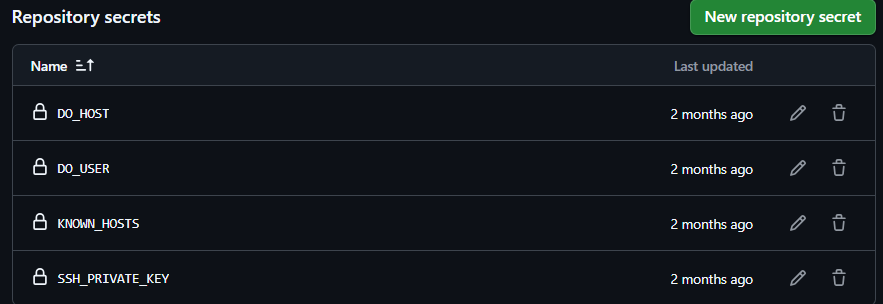 Repository secrets
New repository secret
Name
Last updated
DO_HOST 2 months ago
DO_USER 2 months ago
KNOWN_HOSTS 2 months ago
SSH_PRIVATE_KEY 2 months ago